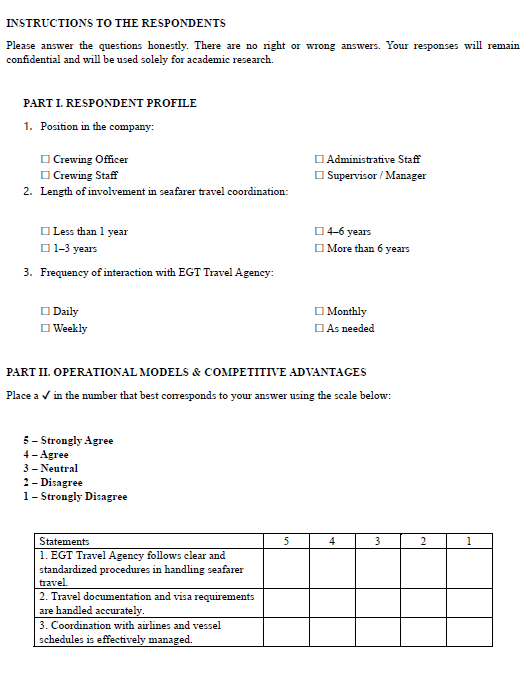 INSTRUCTIONS TO THE RESPONDENTS
Please answer the questions honestly. There are no right or wrong answers. Your responses will remain
confidential and will be used solely for academic research.
PART I. RESPONDENT PROFILE
1. Position in the company:
☐ Crewing Officer ☐ Administrative Staff
☐ Crewing Staff ☐ Supervisor / Manager
2. Length of involvement in seafarer travel coordination:
☐ Less than 1 year ☐ 4–6 years
☐ 1–3 years ☐ More than 6 years
3. Frequency of interaction with EGT Travel Agency:
☐ Daily ☐ Monthly
☐ Weekly ☐ As needed
PART II. OPERATIONAL MODELS & COMPETITIVE ADVANTAGES
Place a ✓ in the number that best corresponds to your answer using the scale below:
5 – Strongly Agree
4 – Agree
3 – Neutral
2 – Disagree
1 – Strongly Disagree
Statements 5 4 3 2 1
1. EGT Travel Agency follows clear and
standardized procedures in handling seafarer
travel.
2. Travel documentation and visa requirements
are handled accurately.
3. Coordination with airlines and vessel
schedules is effectively managed.